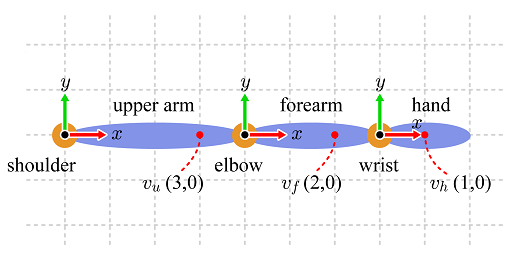 y y y
upper arm forearm hand
x x x
shoulder elbow wrist
v_u (3,0) v_f (2,0) v_h (1,0)